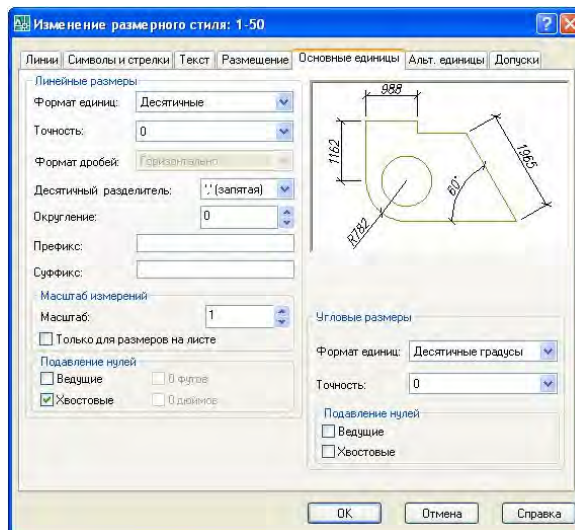 Изменение размерного стиля: 1-50
Линии Символы и стрелки Текст Размещение Основные единицы Альт. единицы Допуски
Линейные размеры
Формат единиц: Десятичные
Точность: 0
Формат дробей: Горизонтально
Десятичный разделитель: ',' (запятая)
Округление: 0
Префикс:
Суффикс:
Масштаб измерений
Масштаб: 1
Только для размеров на листе
Подавление нулей
Ведущие 0 футов
Хвостовые 0 дюймов
988
1162
1965
60°
R782
Угловые размеры
Формат единиц: Десятичные градусы
Точность: 0
Подавление нулей
Ведущие
Хвостовые
OK Отмена Справка